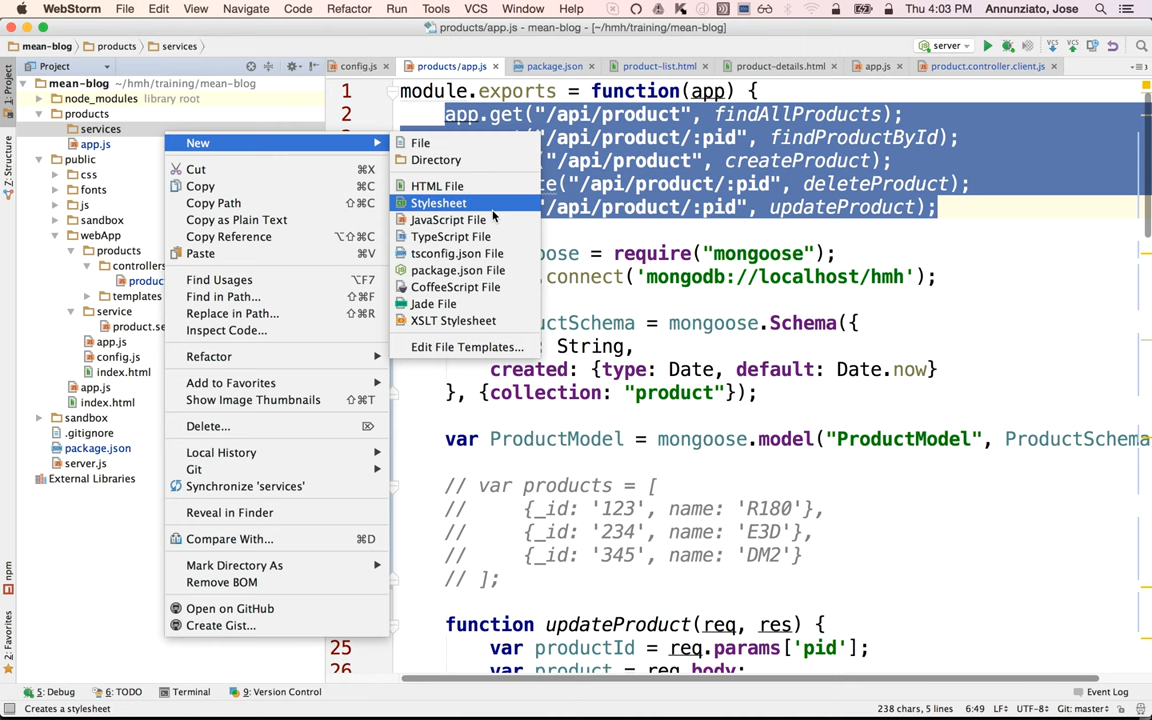 WebStorm File Edit View Navigate Code Refactor Run Tools VCS Window Help Thu 4:03 PM Annunziato, Jose
products/app.js - mean-blog - [~/hmh/training/mean-blog]
mean-blog products services server
Project config.js products/app.js package.json product-list.html product-details.html app.js product.controller.client.js
1: Project
Z: Structure
npm
2: Favorites
mean-blog ~/hmh/training/mean-blog
node_modules library root
products
services
app.js
public
css
fonts
js
sandbox
webApp
products
controllers
produc
templates
service
product.se
app.js
config.js
index.html
app.js
index.html
sandbox
.gitignore
package.json
server.js
External Libraries
New
Cut ⌘X
Copy ⌘C
Copy Path ⇧⌘C
Copy as Plain Text
Copy Reference ⌥⇧⌘C
Paste ⌘V
Find Usages ⌥F7
Find in Path... ⇧⌘F
Replace in Path...
Inspect Code...
Refactor
Add to Favorites
Show Image Thumbnails ⇧⌘T
Delete... ⌦
Local History
Git
Synchronize 'services'
Reveal in Finder
Compare With... ⌘D
Mark Directory As
Remove BOM
Open on GitHub
Create Gist...
File
Directory
HTML File
Stylesheet
JavaScript File
TypeScript File
tsconfig.json File
package.json File
CoffeeScript File
Jade File
XSLT Stylesheet
Edit File Templates...
1 module.exports = function(app) {
2 app.get("/api/product", findAllProducts);
"/api/product/:pid", findProductById);
"/api/product", createProduct);
te("/api/product/:pid", deleteProduct);
"/api/product/:pid", updateProduct);
oose = require("mongoose");
.connect('mongodb://localhost/hmh');
uctSchema = mongoose.Schema({
: String,
created: {type: Date, default: Date.now}
}, {collection: "product"});
var ProductModel = mongoose.model("ProductModel", ProductSchema
// var products = [
// {_id: '123', name: 'R180'},
// {_id: '234', name: 'E3D'},
// {_id: '345', name: 'DM2'}
// ];
function updateProduct(req, res) {
25 var productId = req.params['pid'];
26 var product = req.body;
5: Debug 6: TODO Terminal 9: Version Control Event Log
Creates a stylesheet 238 chars, 5 lines 6:49 LF UTF-8 Git: master